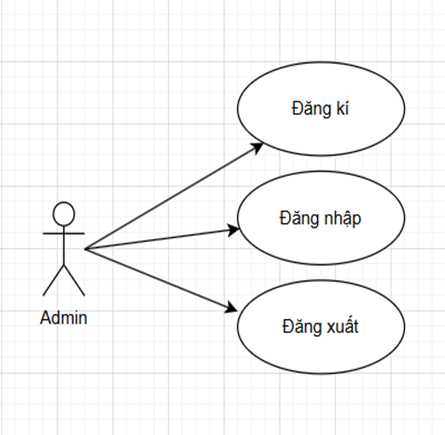 Đăng kí
Đăng nhập
Đăng xuất
Admin